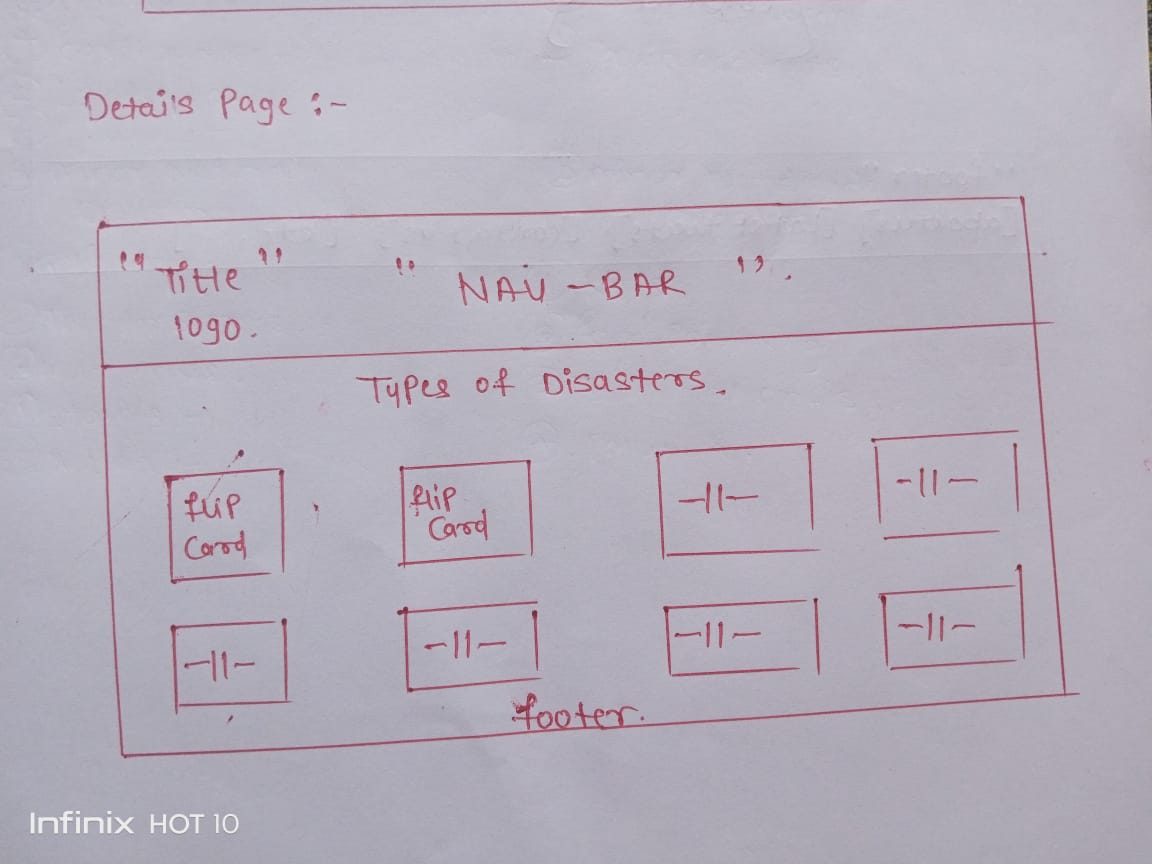 Details Page :-
"Title" " NAV-BAR ".
logo.
Types of Disasters.
flip
Card
flip
Card
-||-
-||-
-||-
-||-
-||-
-||-
footer.
Infinix HOT 10